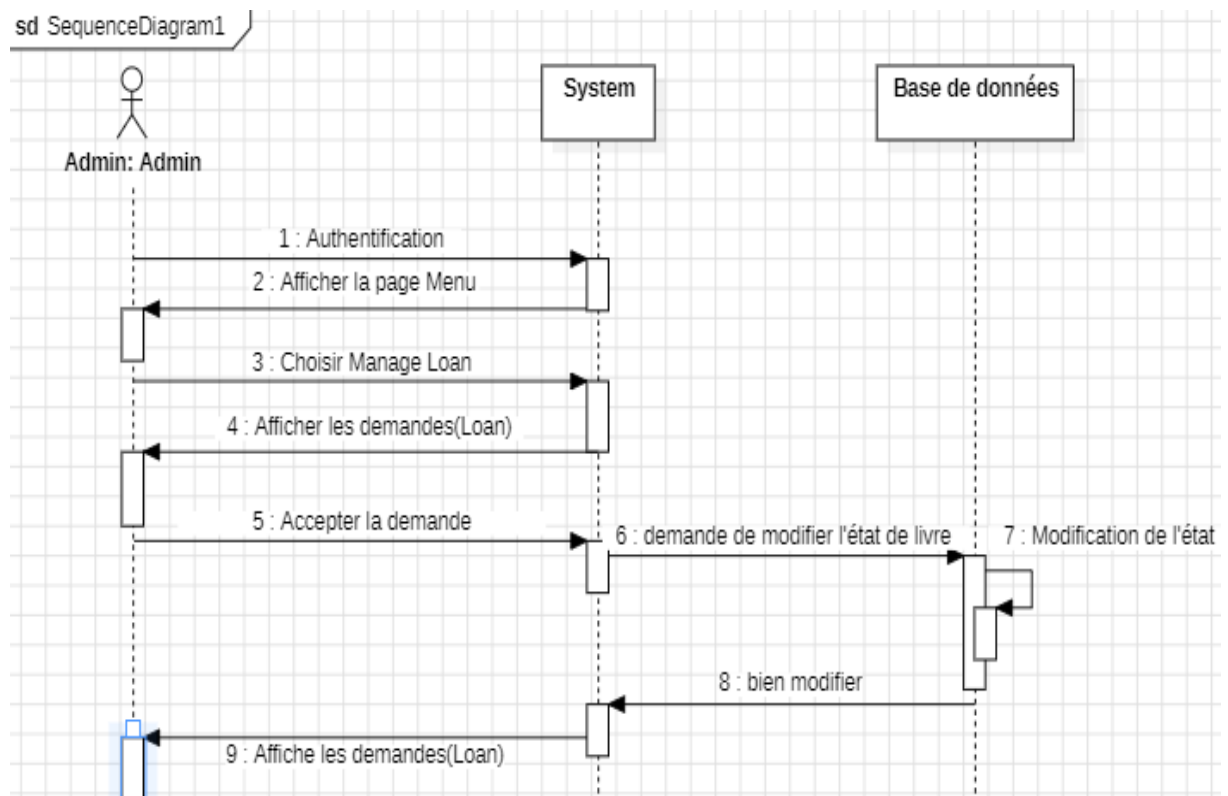 sd SequenceDiagram1
System
Base de données
Admin: Admin
1 : Authentification
2 : Afficher la page Menu
3 : Choisir Manage Loan
4 : Afficher les demandes(Loan)
5 : Accepter la demande
6 : demande de modifier l'état de livre
7 : Modification de l'état
8 : bien modifier
9 : Affiche les demandes(Loan)